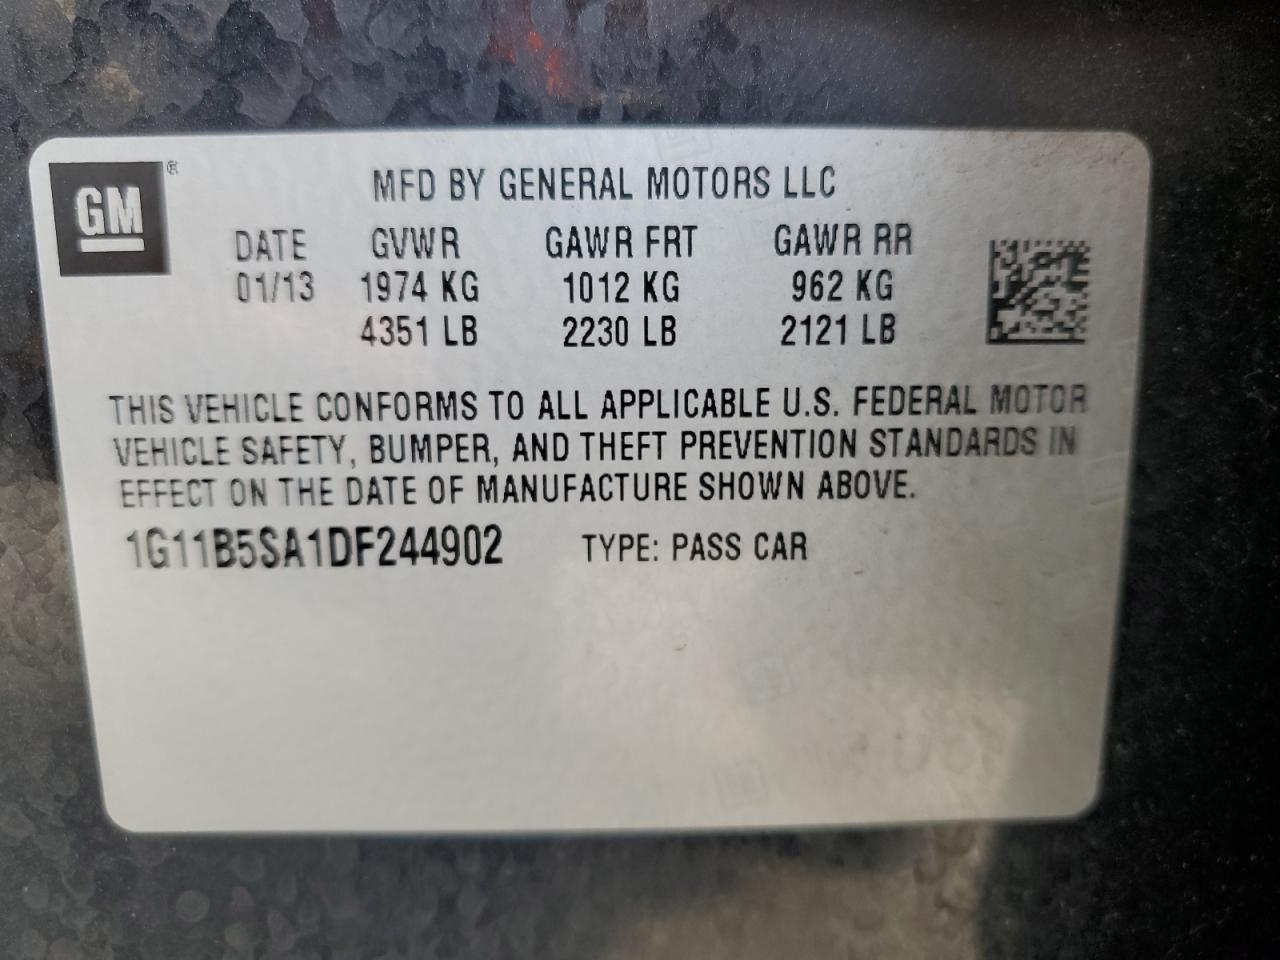 GM ®
MFD BY GENERAL MOTORS LLC
DATE GVWR GAWR FRT GAWR RR
01/13 1974 KG 1012 KG 962 KG
4351 LB 2230 LB 2121 LB
THIS VEHICLE CONFORMS TO ALL APPLICABLE U.S. FEDERAL MOTOR
VEHICLE SAFETY, BUMPER, AND THEFT PREVENTION STANDARDS IN
EFFECT ON THE DATE OF MANUFACTURE SHOWN ABOVE.
1G11B5SA1DF244902 TYPE: PASS CAR